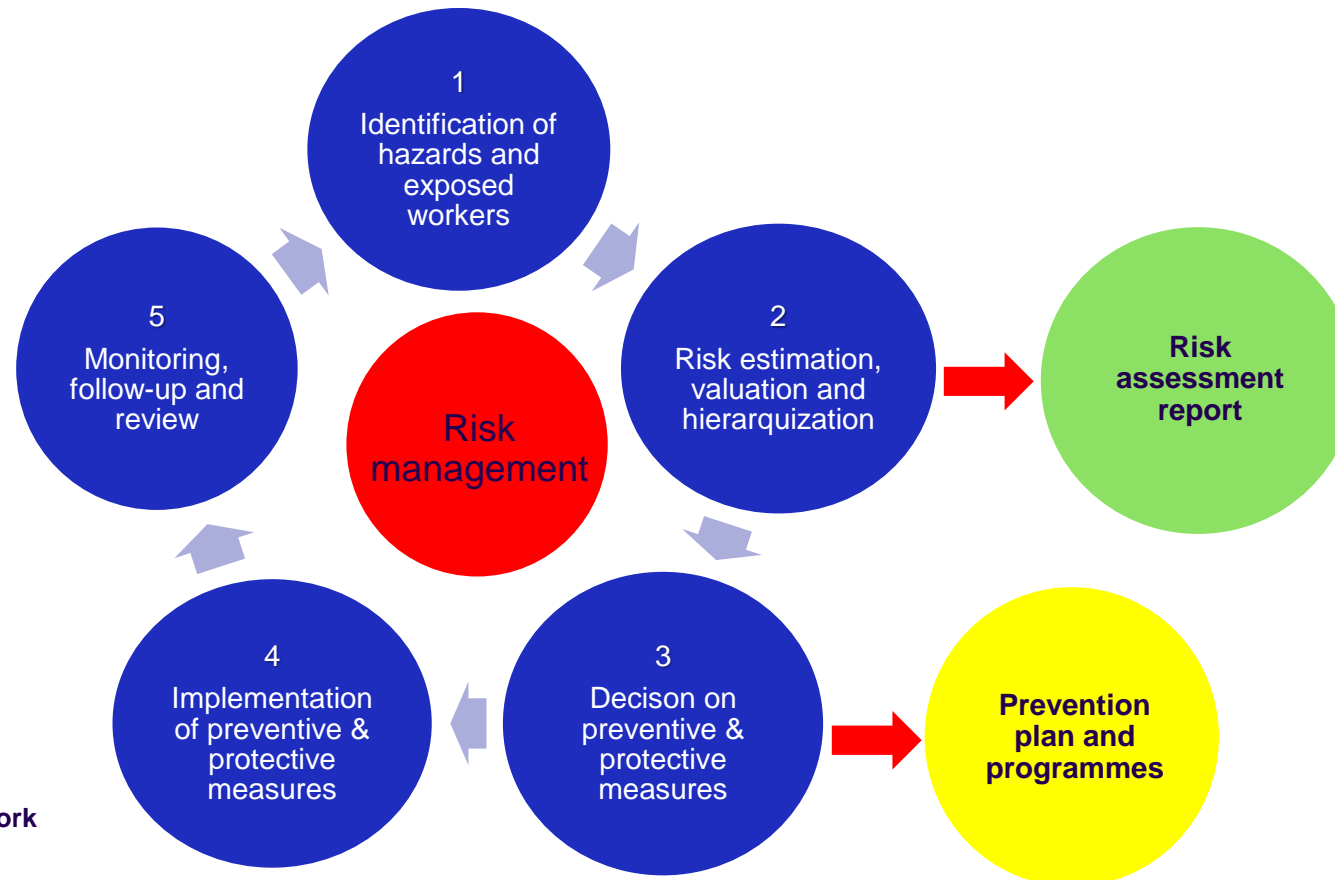 1
Identification of
hazards and
exposed
workers
2
Risk estimation,
valuation and
hierarquization
Risk
assessment
report
5
Monitoring,
follow-up and
review
Risk
management
4
Implementation
of preventive &
protective
measures
3
Decison on
preventive &
protective
measures
Prevention
plan and
programmes
ork